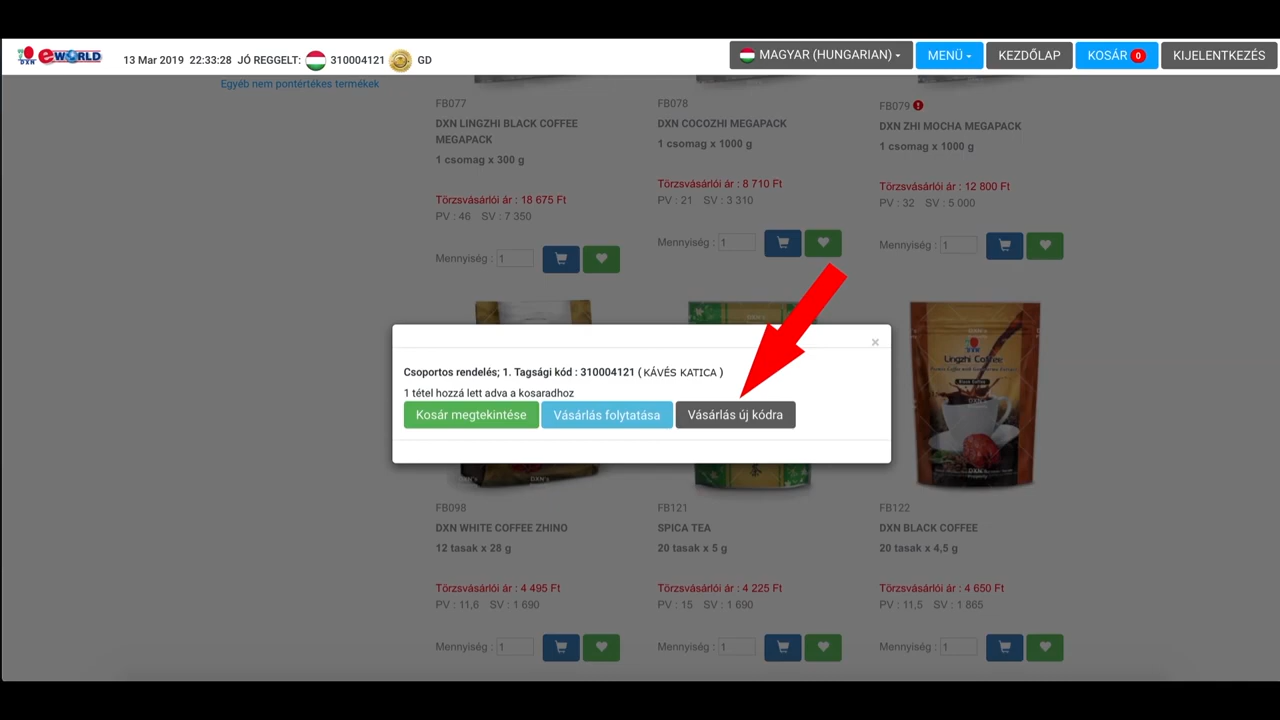 DXN eWORLD
13 Mar 2019 22:33:28 JÓ REGGELT: 310004121 GD
MAGYAR (HUNGARIAN)
MENÜ
KEZDŐLAP
KOSÁR 0
KIJELENTKEZÉS
Egyéb nem pontértékes termékek
FB077
DXN LINGZHI BLACK COFFEE
MEGAPACK
1 csomag x 300 g
Törzsvásárlói ár : 18 675 Ft
PV : 46 SV : 7 350
Mennyiség : 1
FB078
DXN COCOZHI MEGAPACK
1 csomag x 1000 g
Törzsvásárlói ár : 8 710 Ft
PV : 21 SV : 3 310
Mennyiség : 1
FB079
DXN ZHI MOCHA MEGAPACK
1 csomag x 1000 g
Törzsvásárlói ár : 12 800 Ft
PV : 32 SV : 5 000
Mennyiség : 1
×
Csoportos rendelés; 1. Tagsági kód : 310004121 ( KÁVÉS KATICA )
1 tétel hozzá lett adva a kosaradhoz
Kosár megtekintése
Vásárlás folytatása
Vásárlás új kódra
DXN
Lingzhi Coffee
FB098
DXN WHITE COFFEE ZHINO
12 tasak x 28 g
Törzsvásárlói ár : 4 495 Ft
PV : 11,6 SV : 1 690
Mennyiség : 1
FB121
SPICA TEA
20 tasak x 5 g
Törzsvásárlói ár : 4 225 Ft
PV : 15 SV : 1 690
Mennyiség : 1
FB122
DXN BLACK COFFEE
20 tasak x 4,5 g
Törzsvásárlói ár : 4 650 Ft
PV : 11,5 SV : 1 865
Mennyiség : 1